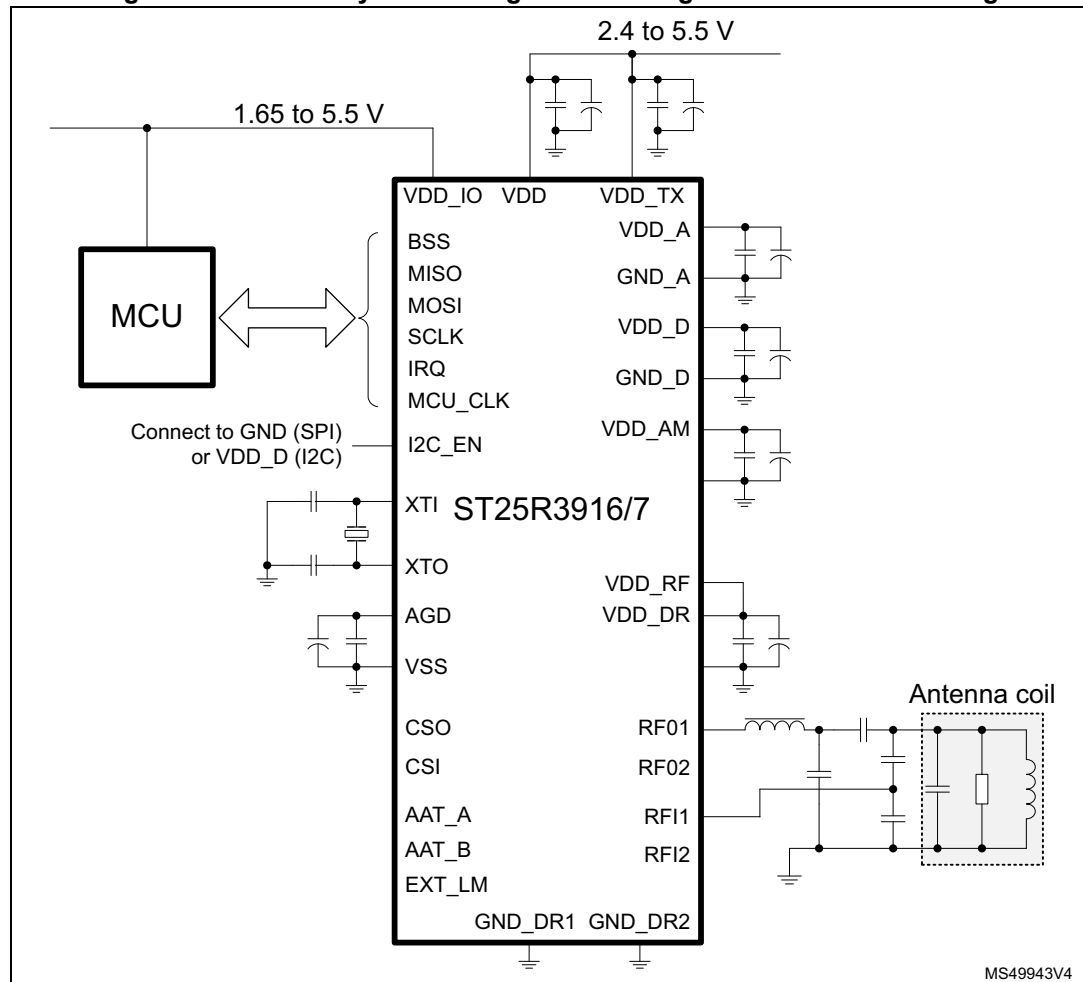 2.4 to 5.5 V
1.65 to 5.5 V
VDD_IO VDD VDD_TX
MCU
BSS
MISO
MOSI
SCLK
IRQ
MCU_CLK
Connect to GND (SPI)
or VDD_D (I2C)
I2C_EN
XTI
ST25R3916/7
XTO
AGD
VSS
CSO
CSI
AAT_A
AAT_B
EXT_LM
VDD_A
GND_A
VDD_D
GND_D
VDD_AM
VDD_RF
VDD_DR
RF01
RF02
RFI1
RFI2
Antenna coil
GND_DR1 GND_DR2
MS49943V4